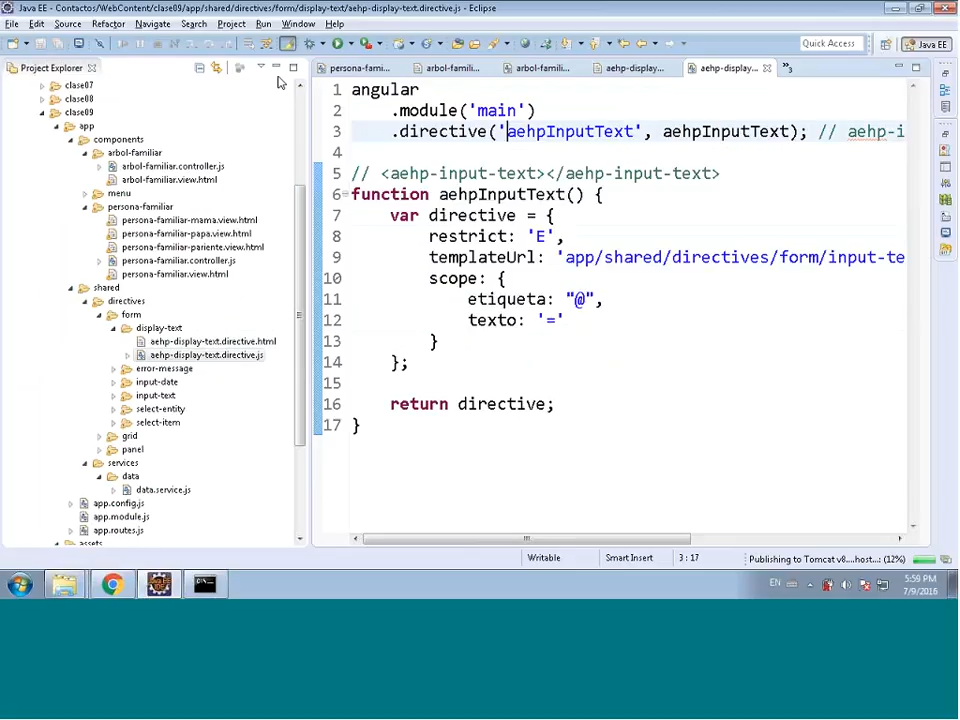 Java EE - Contactos/WebContent/clase09/app/shared/directives/form/display-text/aehp-display-text.directive.js - Eclipse
File Edit Source Refactor Navigate Search Project Run Window Help
Quick Access
Java EE
Project Explorer
persona-fami...
arbol-famili...
arbol-famili...
aehp-display...
aehp-display...
»3
clase07
clase08
clase09
app
components
arbol-familiar
arbol-familiar.controller.js
arbol-familiar.view.html
menu
persona-familiar
persona-familiar-mama.view.html
persona-familiar-papa.view.html
persona-familiar-pariente.view.html
persona-familiar.controller.js
persona-familiar.view.html
shared
directives
form
display-text
aehp-display-text.directive.html
aehp-display-text.directive.js
error-message
input-date
input-text
select-entity
select-item
grid
panel
services
data
data.service.js
app.config.js
app.module.js
app.routes.js
assets
1 angular
2 .module('main')
3 .directive('aehpInputText', aehpInputText); // aehp-i
4
5 // <aehp-input-text></aehp-input-text>
6 function aehpInputText() {
7 var directive = {
8 restrict: 'E',
9 templateUrl: 'app/shared/directives/form/input-te
10 scope: {
11 etiqueta: "@",
12 texto: '='
13 }
14 };
15
16 return directive;
17 }
Writable Smart Insert 3 : 17 Publishing to Tomcat v8....host...: (12%)
EN
5:59 PM
7/9/2016